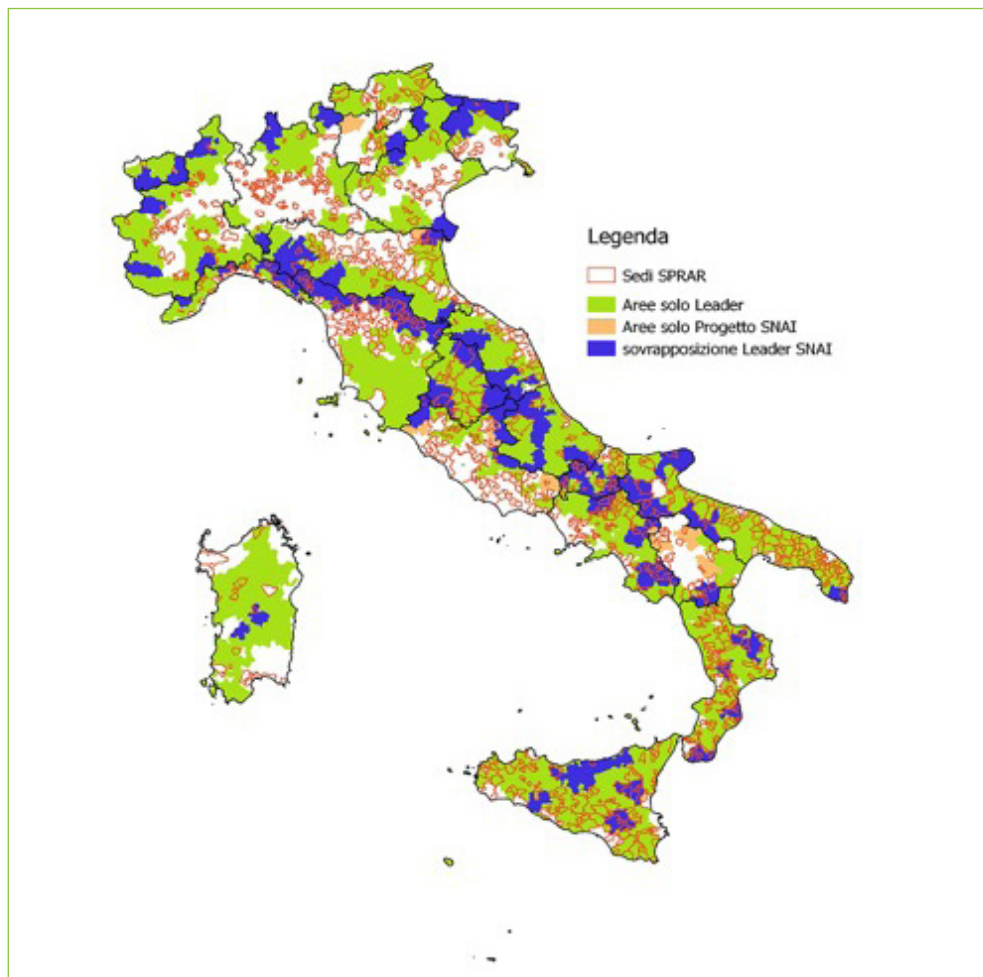 Legenda
Sedi SPRAR
Aree solo Leader
Aree solo Progetto SNAI
sovrapposizione Leader SNAI